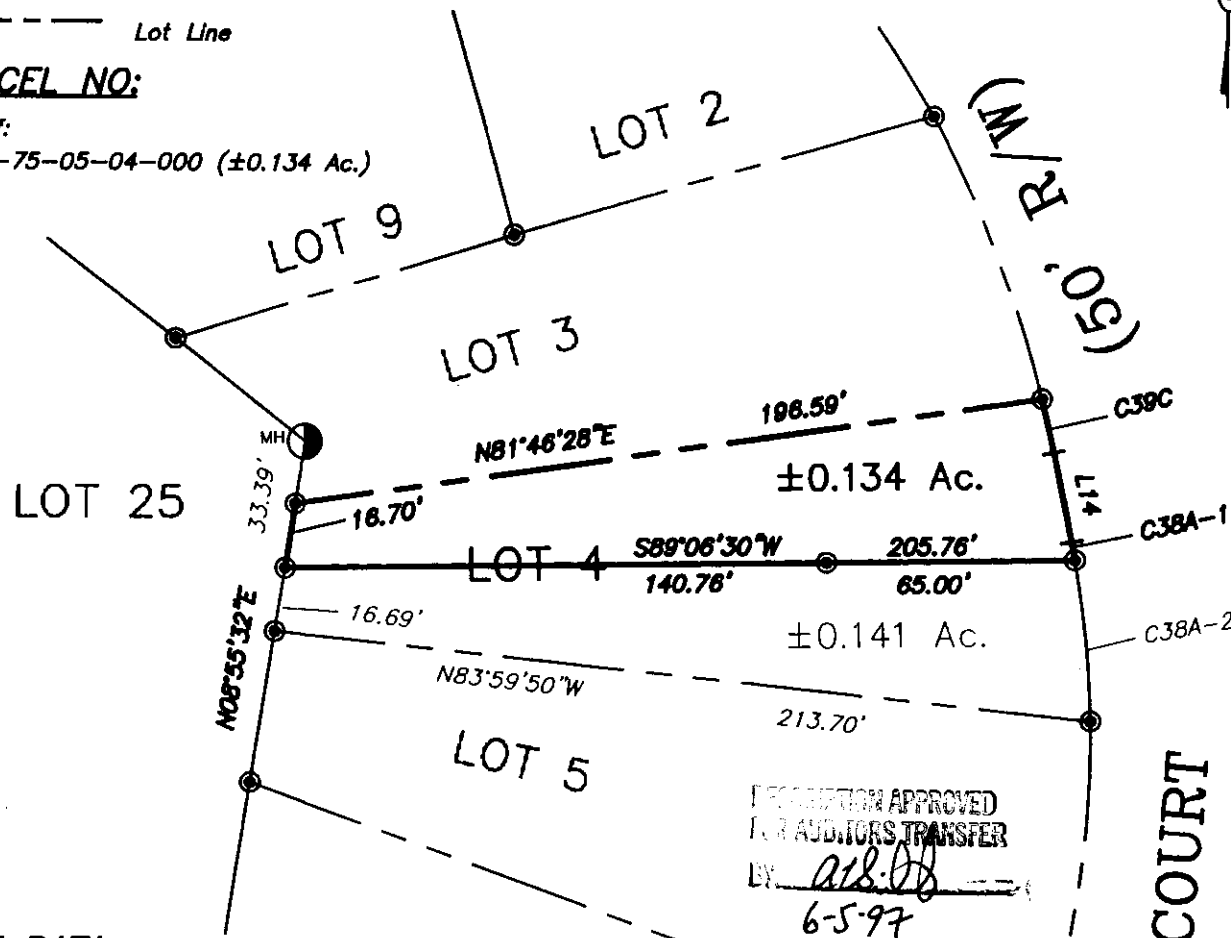 Lot Line
CEL NO:
-75-05-04-000 (±0.134 Ac.)
LOT 2
LOT 9
(50' R/W)
LOT 3
196.59'
C39C
MH
N81°46'28"E
±0.134 Ac.
33.39'
LOT 25
L14
16.70'
C38A-1
S89°06'30"W
205.76'
LOT 4
140.76'
65.00'
16.69'
±0.141 Ac.
C38A-2
N08°55'32"E
N83°59'50"W
213.70'
LOT 5
COURT
APPROVED
AUDITORS TRANSFER
BY
6-5-97